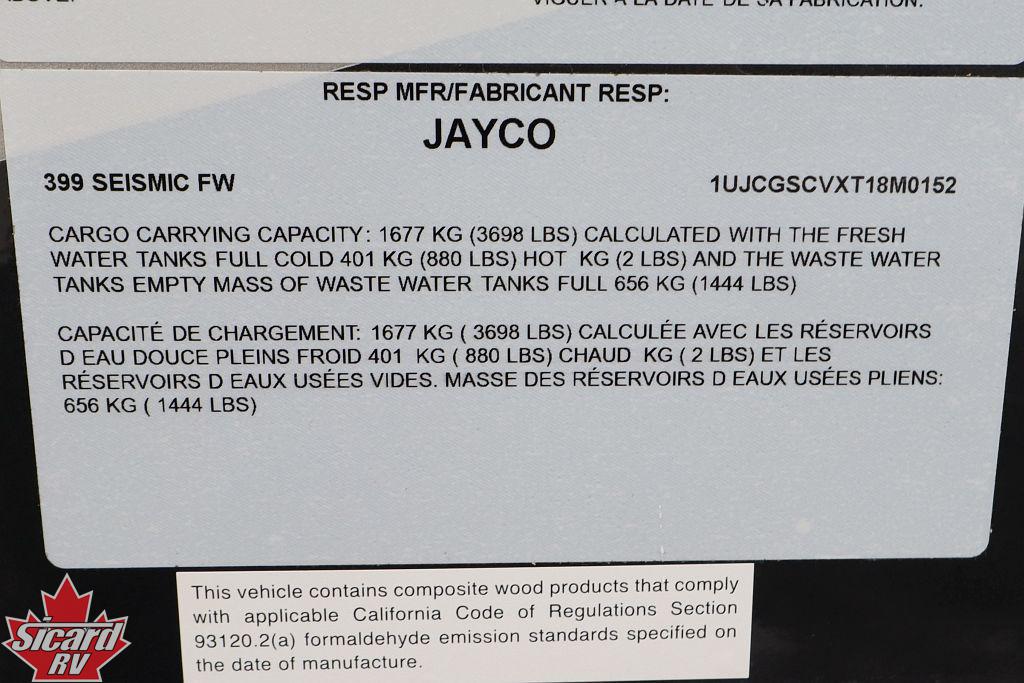 VIGUER A LA DATE DE SA FABRICATION.
RESP MFR/FABRICANT RESP:
JAYCO
399 SEISMIC FW 1UJCGSCVXT18M0152
CARGO CARRYING CAPACITY: 1677 KG (3698 LBS) CALCULATED WITH THE FRESH
WATER TANKS FULL COLD 401 KG (880 LBS) HOT KG (2 LBS) AND THE WASTE WATER
TANKS EMPTY MASS OF WASTE WATER TANKS FULL 656 KG (1444 LBS)
CAPACITÉ DE CHARGEMENT: 1677 KG ( 3698 LBS) CALCULÉE AVEC LES RÉSERVOIRS
D EAU DOUCE PLEINS FROID 401 KG ( 880 LBS) CHAUD KG ( 2 LBS) ET LES
RÉSERVOIRS D EAUX USÉES VIDES. MASSE DES RÉSERVOIRS D EAUX USÉES PLIENS:
656 KG ( 1444 LBS)
This vehicle contains composite wood products that comply
with applicable California Code of Regulations Section
93120.2(a) formaldehyde emission standards specified on
the date of manufacture.
Sicard
RV